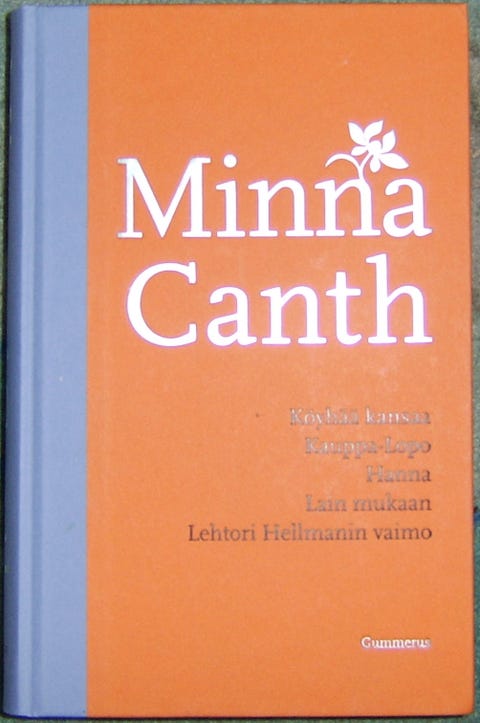 Minna
Canth
Köyhää kansaa
Kauppa-Lopo
Hanna
Lain mukaan
Lehtori Hellmanin vaimo
Gummerus